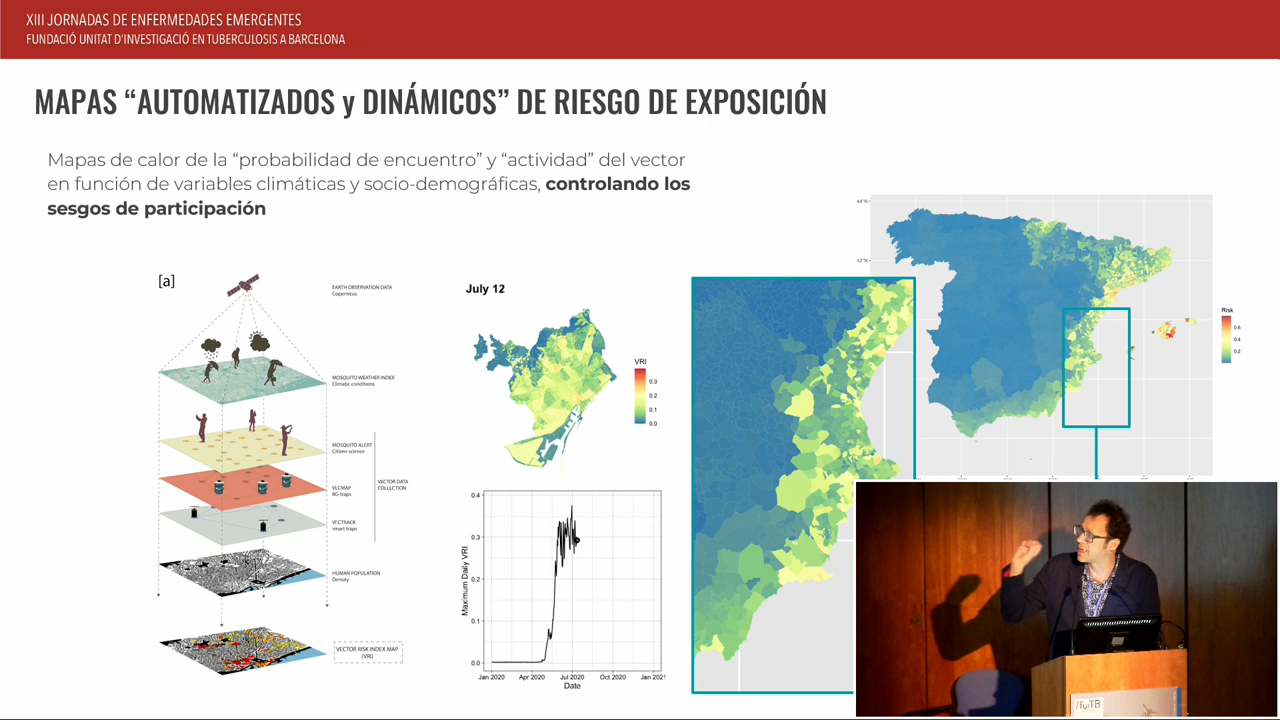 XIII JORNADAS DE ENFERMEDADES EMERGENTES
FUNDACIÓ UNITAT D'INVESTIGACIÓ EN TUBERCULOSIS A BARCELONA
MAPAS “AUTOMATIZADOS y DINÁMICOS” DE RIESGO DE EXPOSICIÓN
Mapas de calor de la “probabilidad de encuentro” y “actividad” del vector
en función de variables climáticas y socio-demográficas, controlando los
sesgos de participación
[a]
EARTH OBSERVATION DATA
Copernicus
MOSQUITO WEATHER INDEX
Climatic conditions
MOSQUITO ALERT
Citizen science
VLCMAP
BG-traps
VECTOR DATA
COLLECTION
VECTRACK
smart traps
HUMAN POPULATION
Density
VECTOR RISK INDEX MAP
(VRI)
July 12
VRI
0.3
0.2
0.1
0.0
Maximum Daily VRI
0.4
0.3
0.2
0.1
0.0
Jan 2020 Apr 2020 Jul 2020 Oct 2020 Jan 2021
Date
44°N
42°N
Risk
0.6
0.4
0.2
/fuiTB